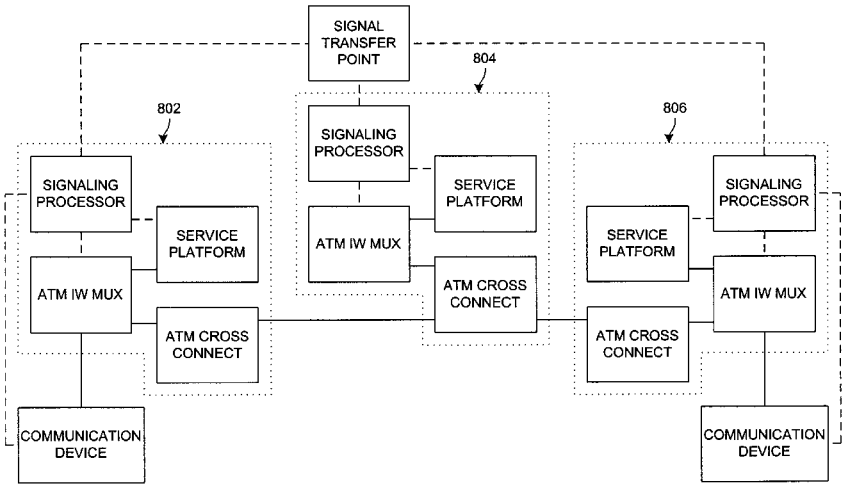 SIGNAL
TRANSFER
POINT
802
804
806
SIGNALING
PROCESSOR
SERVICE
PLATFORM
ATM IW MUX
ATM CROSS
CONNECT
COMMUNICATION
DEVICE
SIGNALING
PROCESSOR
SERVICE
PLATFORM
ATM IW MUX
ATM CROSS
CONNECT
SIGNALING
PROCESSOR
SERVICE
PLATFORM
ATM IW MUX
ATM CROSS
CONNECT
COMMUNICATION
DEVICE